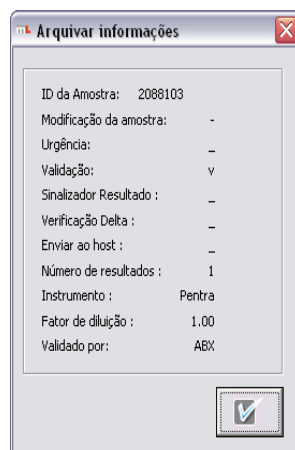 mL Arquivar informações
ID da Amostra: 2088103
Modificação da amostra: -
Urgência: _
Validação: v
Sinalizador Resultado : _
Verificação Delta : _
Enviar ao host : _
Número de resultados : 1
Instrumento : Pentra
Fator de diluição : 1.00
Validado por: ABX